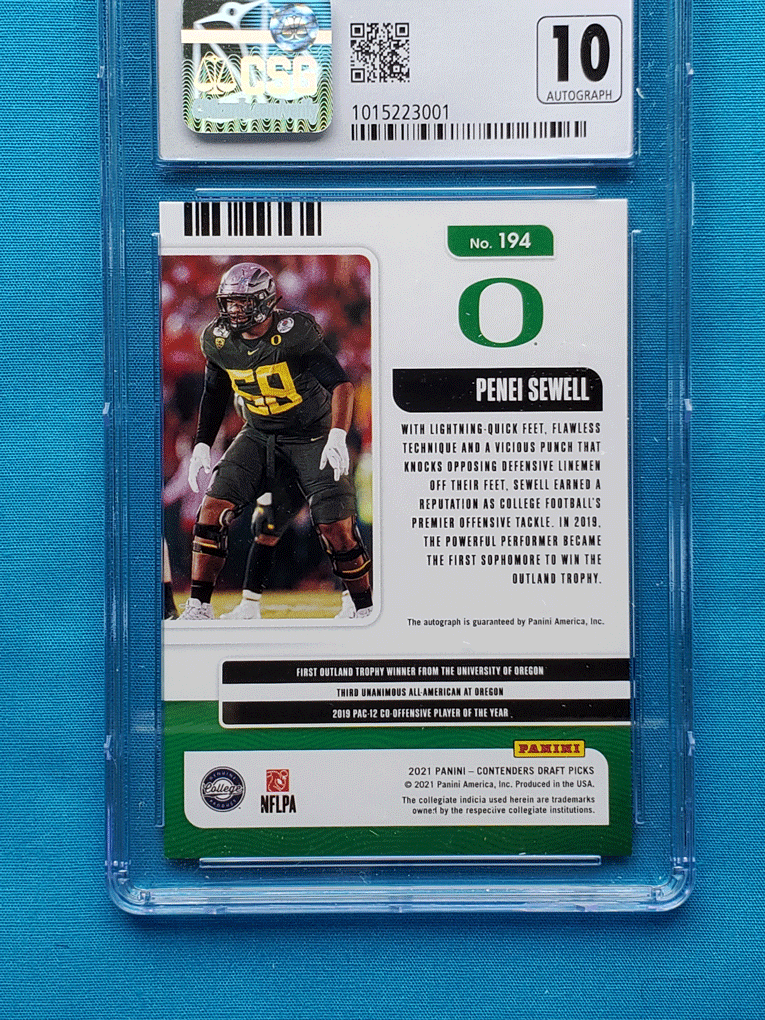 CSG
10
AUTOGRAPH
1015223001
No. 194
O
PENEI SEWELL
WITH LIGHTNING-QUICK FEET, FLAWLESS
TECHNIQUE AND A VICIOUS PUNCH THAT
KNOCKS OPPOSING DEFENSIVE LINEMEN
OFF THEIR FEET, SEWELL EARNED A
REPUTATION AS COLLEGE FOOTBALL'S
PREMIER OFFENSIVE TACKLE. IN 2019,
THE POWERFUL PERFORMER BECAME
THE FIRST SOPHOMORE TO WIN THE
OUTLAND TROPHY.
58
The autograph is guaranteed by Panini America, Inc.
FIRST OUTLAND TROPHY WINNER FROM THE UNIVERSITY OF OREGON
THIRD UNANIMOUS ALL-AMERICAN AT OREGON
2019 PAC-12 CO-OFFENSIVE PLAYER OF THE YEAR
PANINI
2021 PANINI – CONTENDERS DRAFT PICKS
© 2021 Panini America, Inc. Produced in the USA.
The collegiate indicia used herein are trademarks
owned by the respective collegiate institutions.
GENUINE
College
PRODUCT
NFLPA